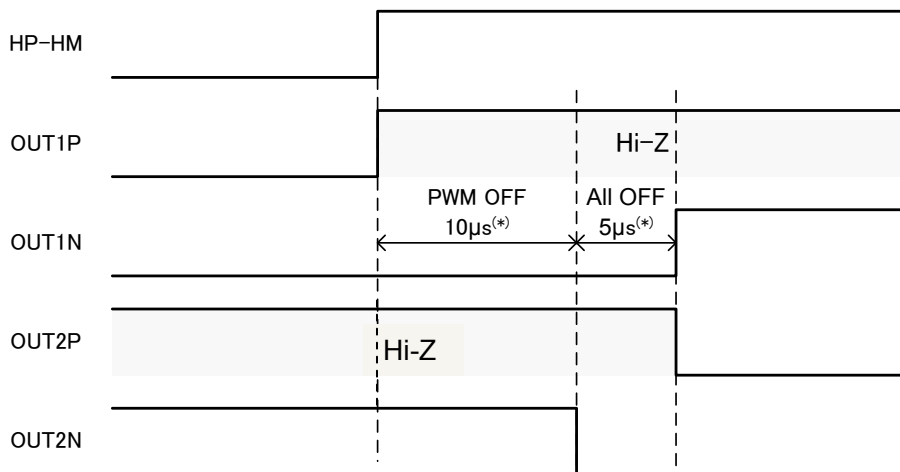 HP-HM
OUT1P
Hi-Z
PWM OFF
10µs(*)
All OFF
5µs(*)
OUT1N
OUT2P
Hi-Z
OUT2N